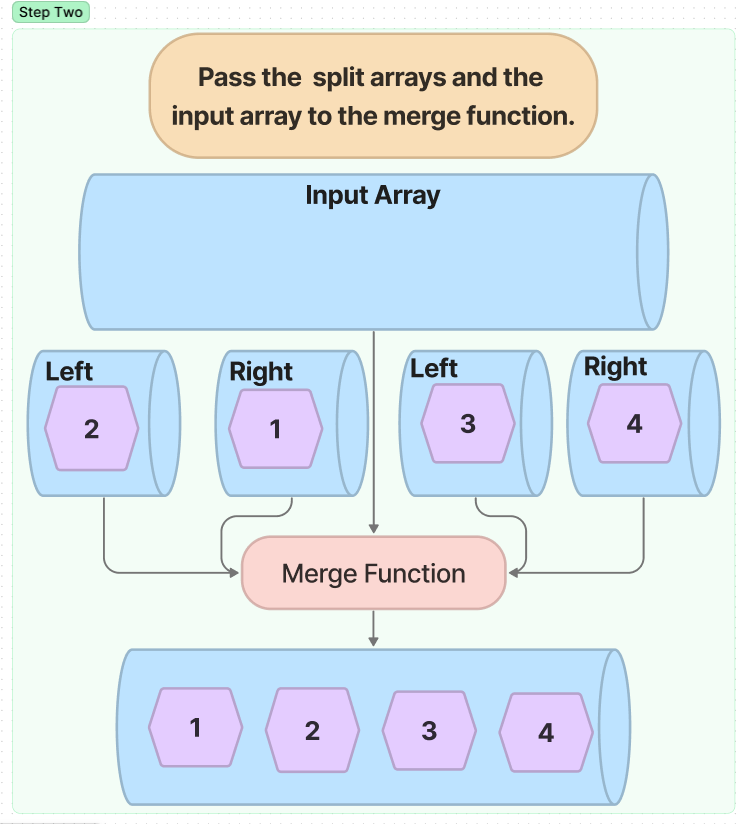 Step Two
Pass the  split arrays and the
input array to the merge function.
Input Array
Left
2
Right
1
Left
3
Right
4
Merge Function
1
2
3
4